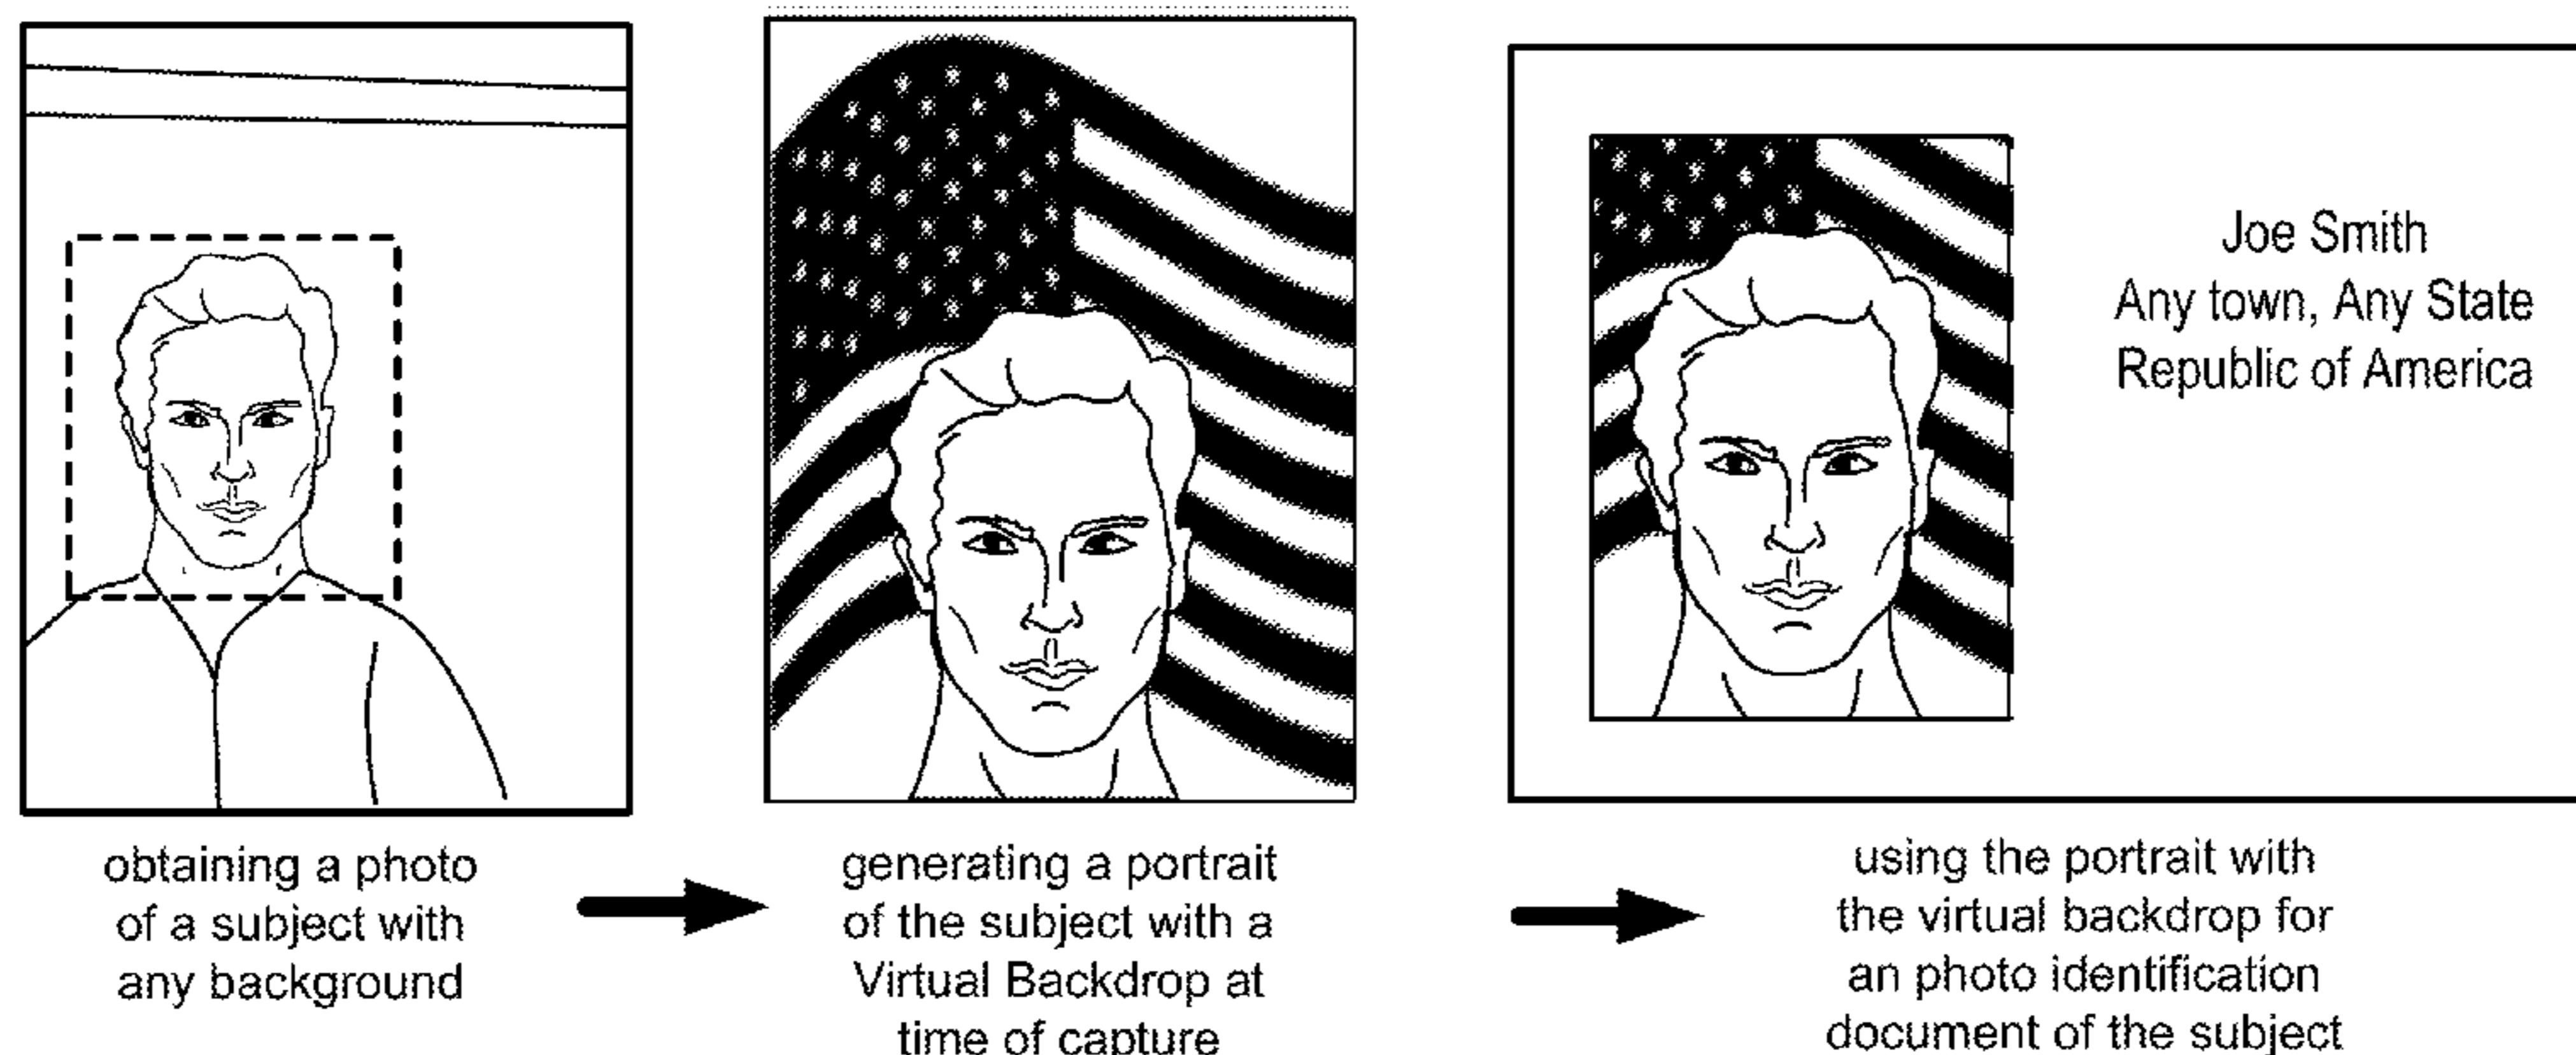 Joe Smith
Any town, Any State
Republic of America
obtaining a photo
of a subject with
any background
generating a portrait
of the subject with a
Virtual Backdrop at
time of capture
using the portrait with
the virtual backdrop for
an photo identification
document of the subject